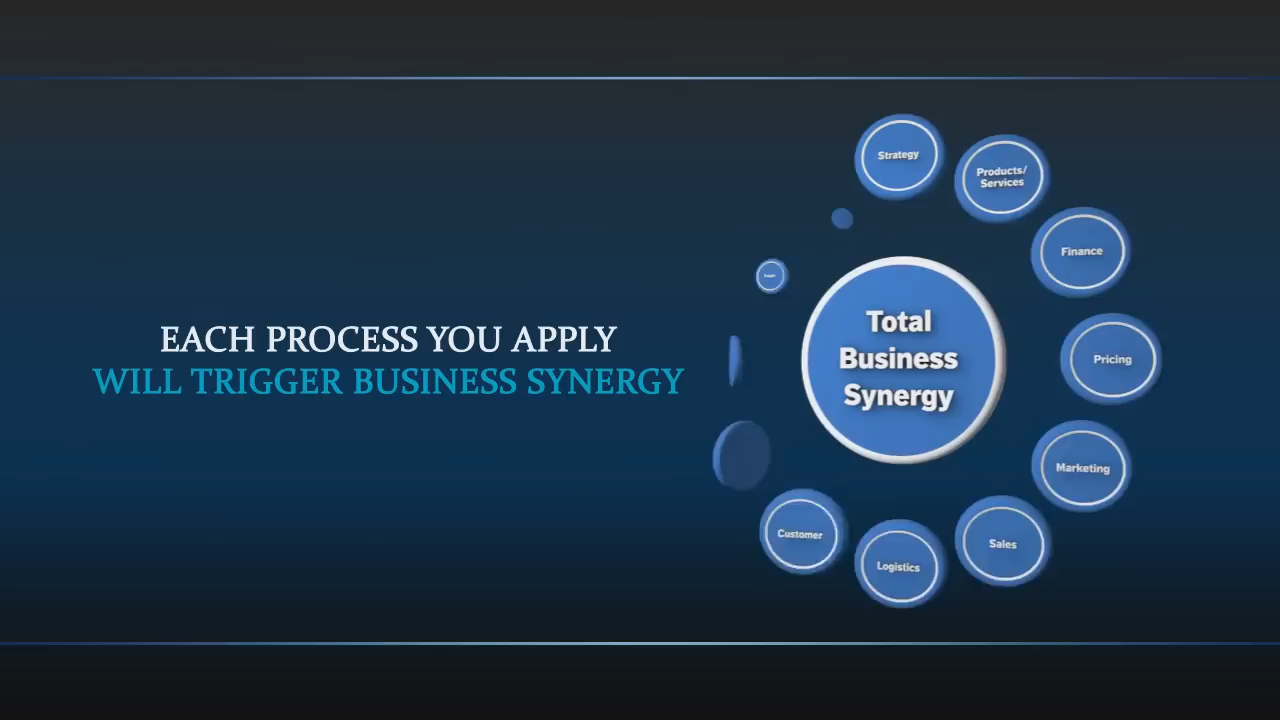 EACH PROCESS YOU APPLY
WILL TRIGGER BUSINESS SYNERGY
Total
Business
Synergy
Strategy
Products/
Services
Finance
Pricing
Marketing
Sales
Logistics
Customer